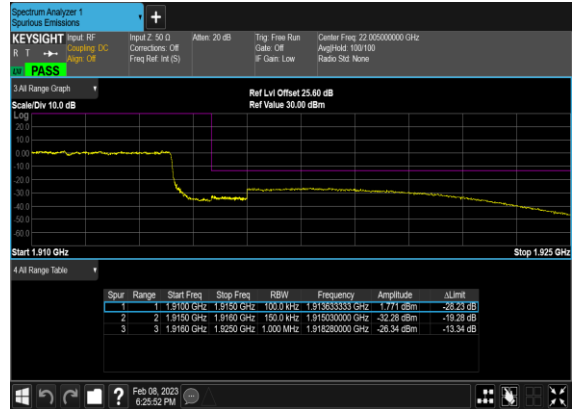 Spectrum Analyzer 1
Spurious Emissions
KEYSIGHT Input: RF Input Z: 50 Ω Atten: 20 dB Trig: Free Run Center Freq: 22.005000000 GHz
R T Coupling: DC Corrections: Off Gate: Off Avg|Hold: 100/100
Align: Off Freq Ref: Int (S) IF Gain: Low Radio Std: None
PASS
3 All Range Graph
Ref Lvl Offset 25.60 dB
Scale/Div 10.0 dB Ref Value 30.00 dBm
Log
20.0
10.0
0.00
-10.0
-20.0
-30.0
-40.0
-50.0
-60.0
Start 1.910 GHz Stop 1.925 GHz
4 All Range Table
Spur Range Start Freq Stop Freq RBW Frequency Amplitude ΔLimit
1 1 1.9100 GHz 1.9150 GHz 100.0 kHz 1.913633333 GHz 1.771 dBm -28.23 dB
2 2 1.9150 GHz 1.9160 GHz 150.0 kHz 1.915030000 GHz -32.28 dBm -19.28 dB
3 3 1.9160 GHz 1.9250 GHz 1.000 MHz 1.918280000 GHz -26.34 dBm -13.34 dB
Feb 08, 2023
6:25:52 PM